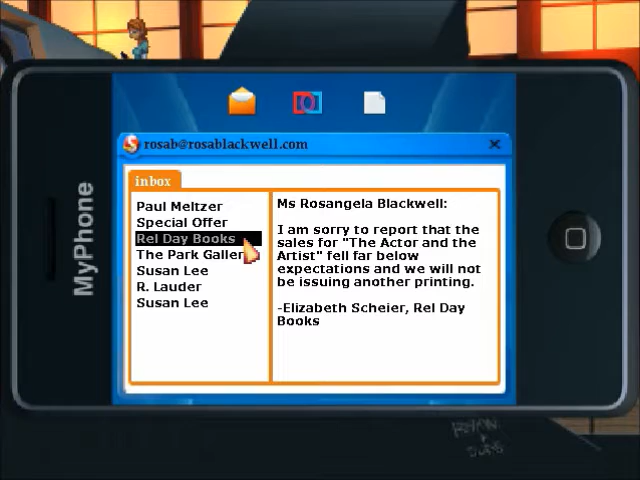 rosab@rosablackwell.com
inbox
Paul Meltzer
Special Offer
Rel Day Books
The Park Galler
Susan Lee
R. Lauder
Susan Lee
Ms Rosangela Blackwell:
I am sorry to report that the
sales for "The Actor and the
Artist" fell far below
expectations and we will not
be issuing another printing.
-Elizabeth Scheier, Rel Day
Books
MyPhone